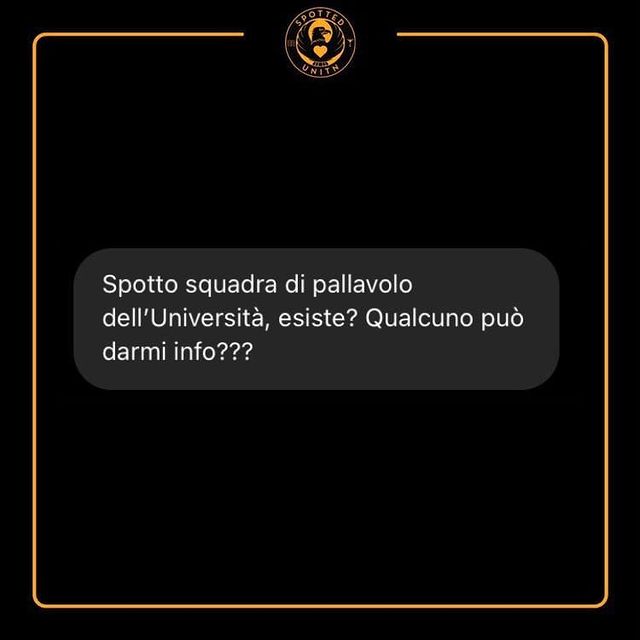 SPOTTED
UNITN
Spotto squadra di pallavolo
dell’Università, esiste? Qualcuno può
darmi info???